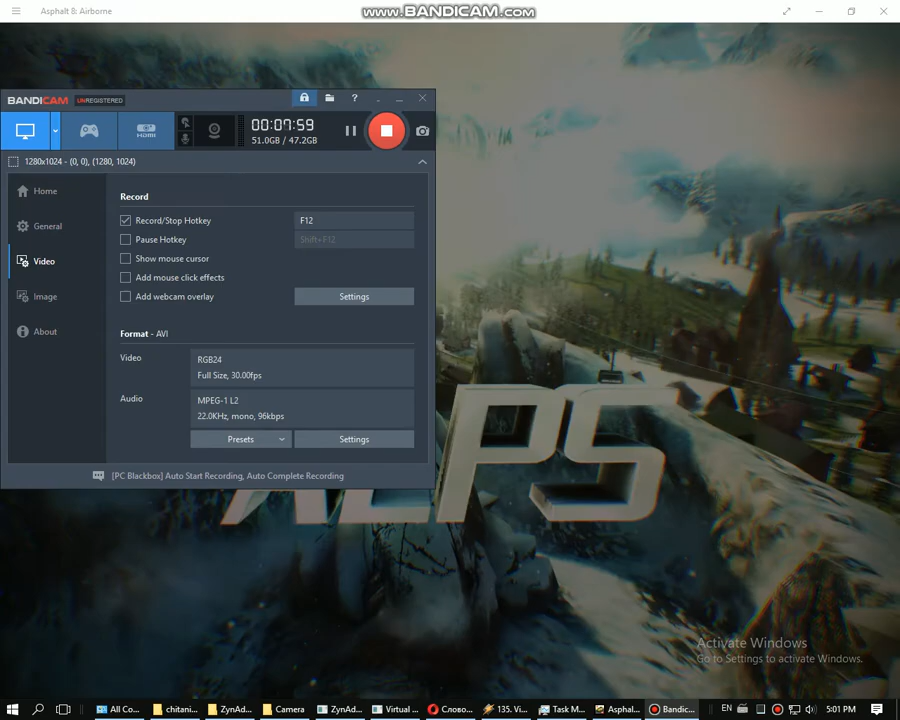 Asphalt 8: Airborne
www.BANDICAM.com
BANDICAM UNREGISTERED
HDMI
00:07:59
51.0GB / 47.2GB
1280x1024 - (0, 0), (1280, 1024)
Home
General
Video
Image
About
Record
Record/Stop Hotkey
F12
Pause Hotkey
Shift+F12
Show mouse cursor
Add mouse click effects
Add webcam overlay
Settings
Format - AVI
Video
RGB24
Full Size, 30.00fps
Audio
MPEG-1 L2
22.0KHz, mono, 96kbps
Presets
Settings
[PC Blackbox] Auto Start Recording, Auto Complete Recording
ALPS
Activate Windows
Go to Settings to activate Windows.
All Co...
chitani...
ZynAd...
Camera
ZynAd...
Virtual ...
Слово...
135. Vi...
Task M...
Asphal...
Bandic...
EN
5:01 PM